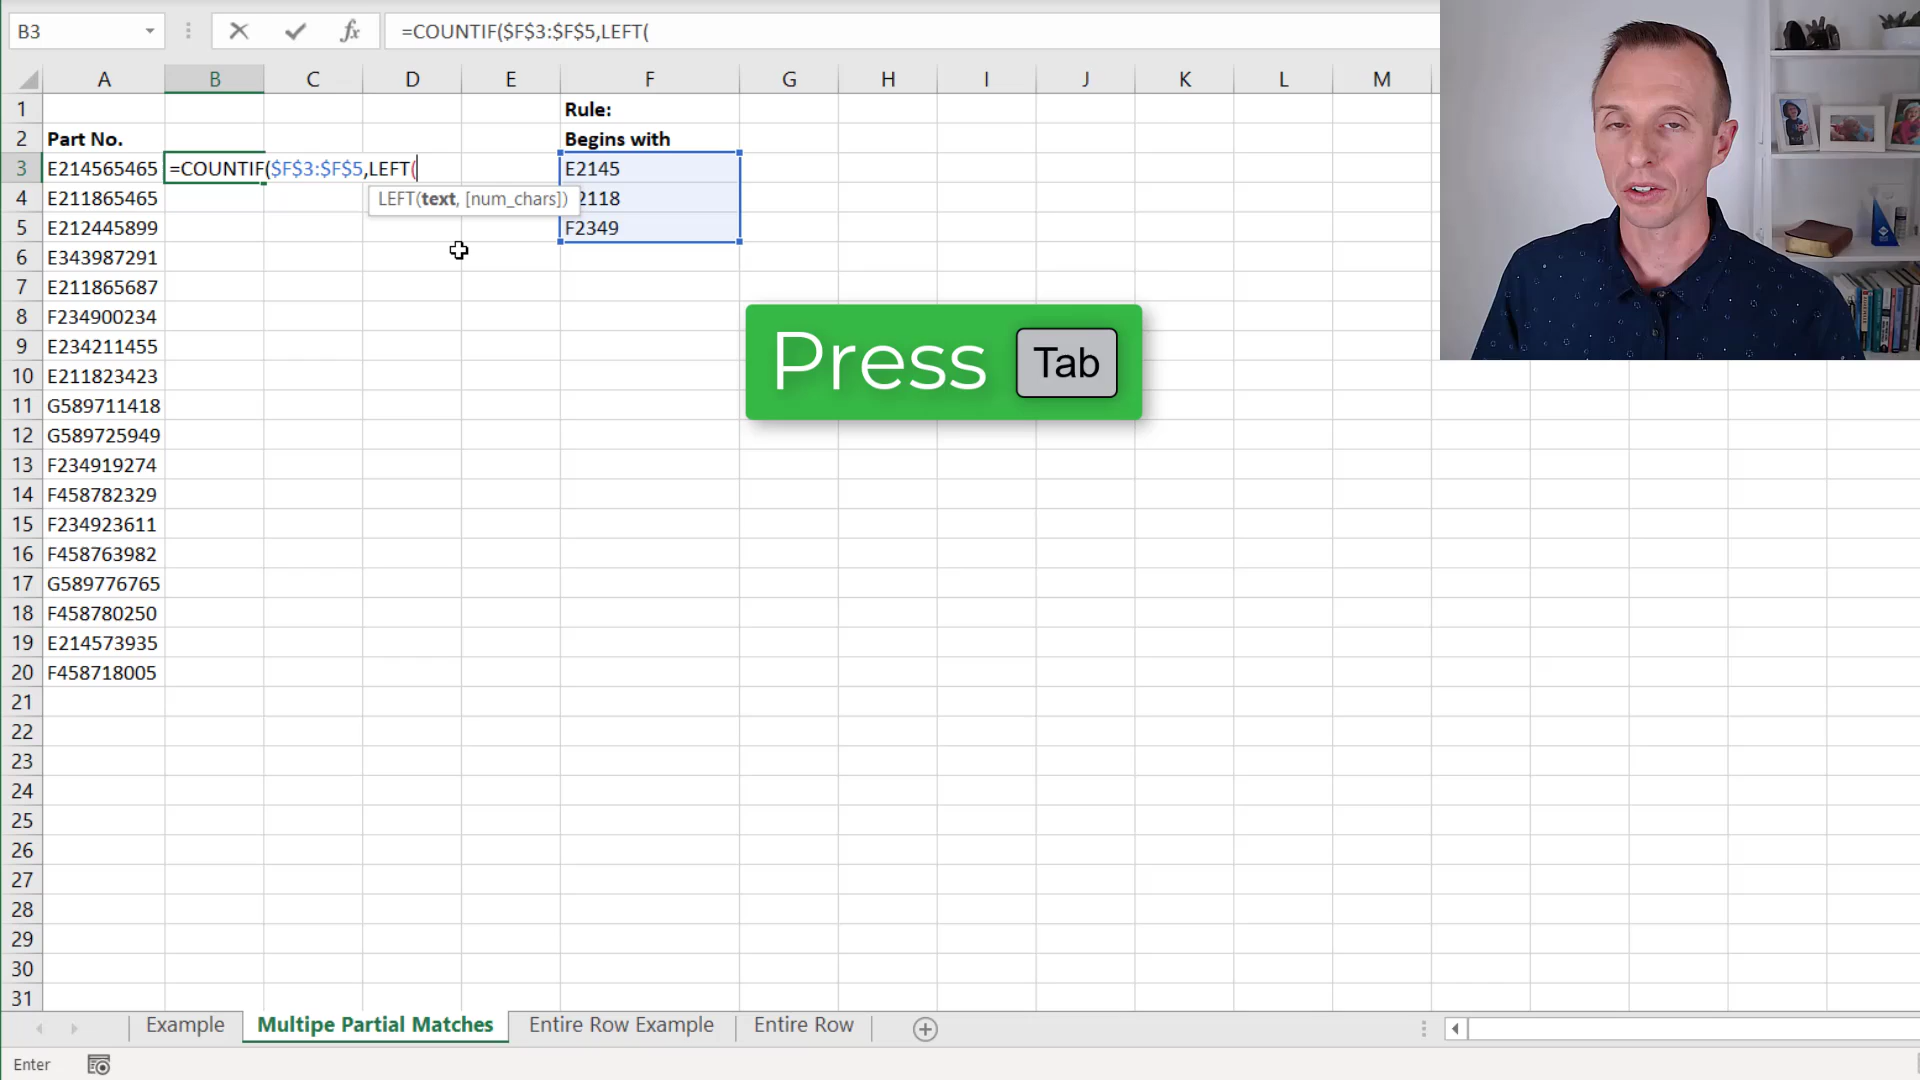 B3
fx
=COUNTIF($F$3:$F$5,LEFT(
A B C D E F G H I J K L M
1 Rule:
2 Part No. Begins with
3 E214565465 =COUNTIF($F$3:$F$5,LEFT( E2145
LEFT(text, [num_chars])
4 E211865465 2118
5 E212445899 F2349
6 E343987291
7 E211865687
8 F234900234
9 E234211455
10 E211823423
11 G589711418
12 G589725949
13 F234919274
14 F458782329
15 F234923611
16 F458763982
17 G589776765
18 F458780250
19 E214573935
20 F458718005
21
22
23
24
25
26
27
28
29
30
31
Press Tab
Example Multipe Partial Matches Entire Row Example Entire Row
Enter